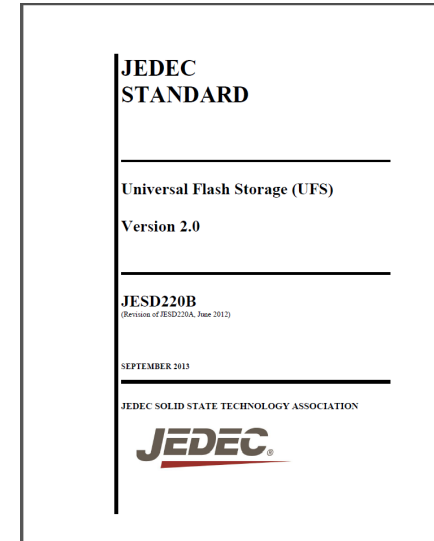 JEDEC
STANDARD
Universal Flash Storage (UFS)
Version 2.0
JESD220B
(Revision of JESD220A, June 2012)
SEPTEMBER 2013
JEDEC SOLID STATE TECHNOLOGY ASSOCIATION
JEDEC®